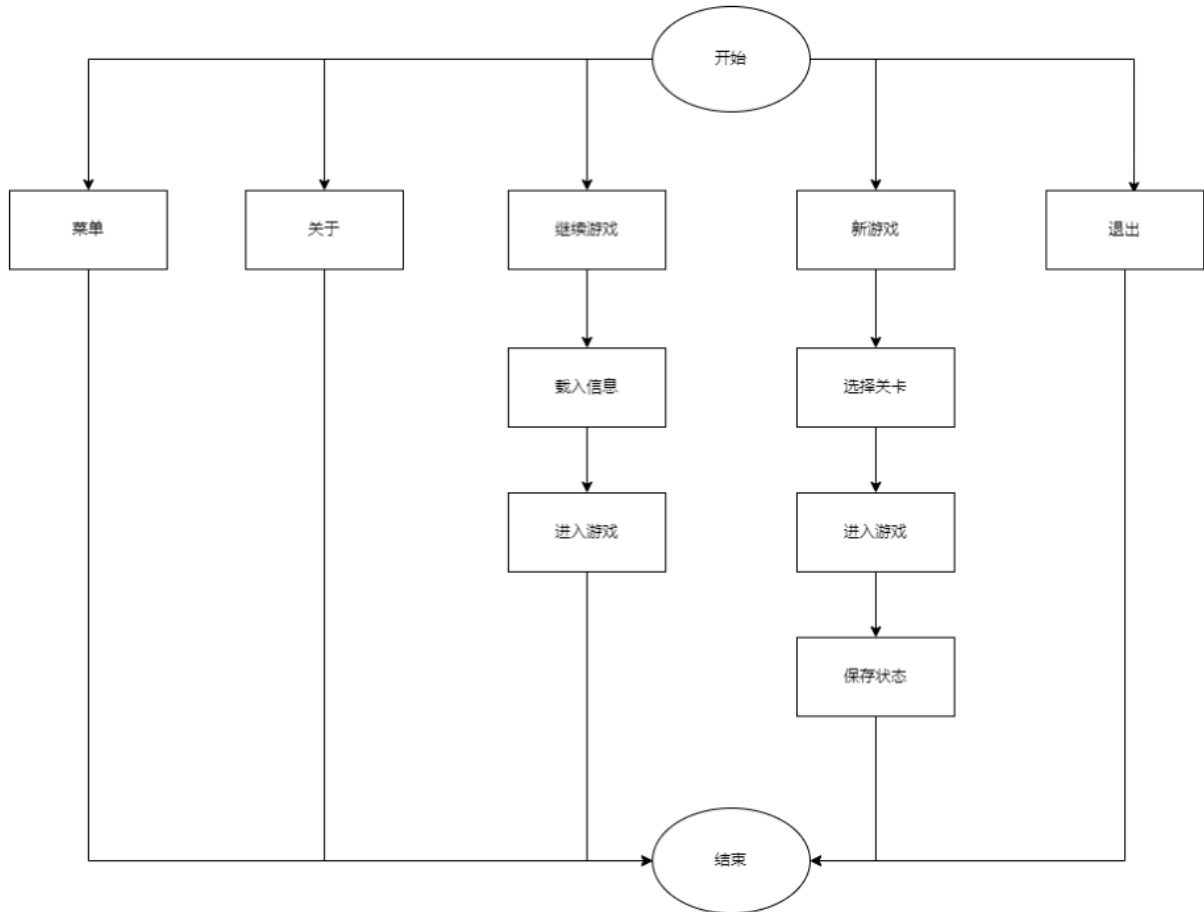 开始
菜单
关于
继续游戏
新游戏
退出
载入信息
选择关卡
进入游戏
进入游戏
保存状态
结束